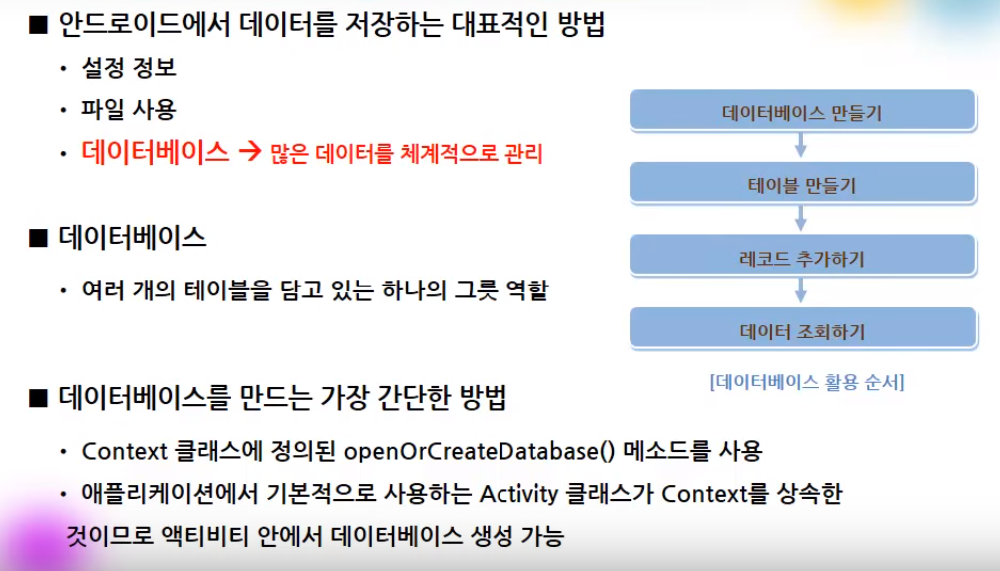 ■ 안드로이드에서 데이터를 저장하는 대표적인 방법
• 설정 정보
• 파일 사용
• 데이터베이스 → 많은 데이터를 체계적으로 관리
■ 데이터베이스
• 여러 개의 테이블을 담고 있는 하나의 그릇 역할
데이터베이스 만들기
테이블 만들기
레코드 추가하기
데이터 조회하기
[데이터베이스 활용 순서]
■ 데이터베이스를 만드는 가장 간단한 방법
• Context 클래스에 정의된 openOrCreateDatabase() 메소드를 사용
• 애플리케이션에서 기본적으로 사용하는 Activity 클래스가 Context를 상속한
것이므로 액티비티 안에서 데이터베이스 생성 가능